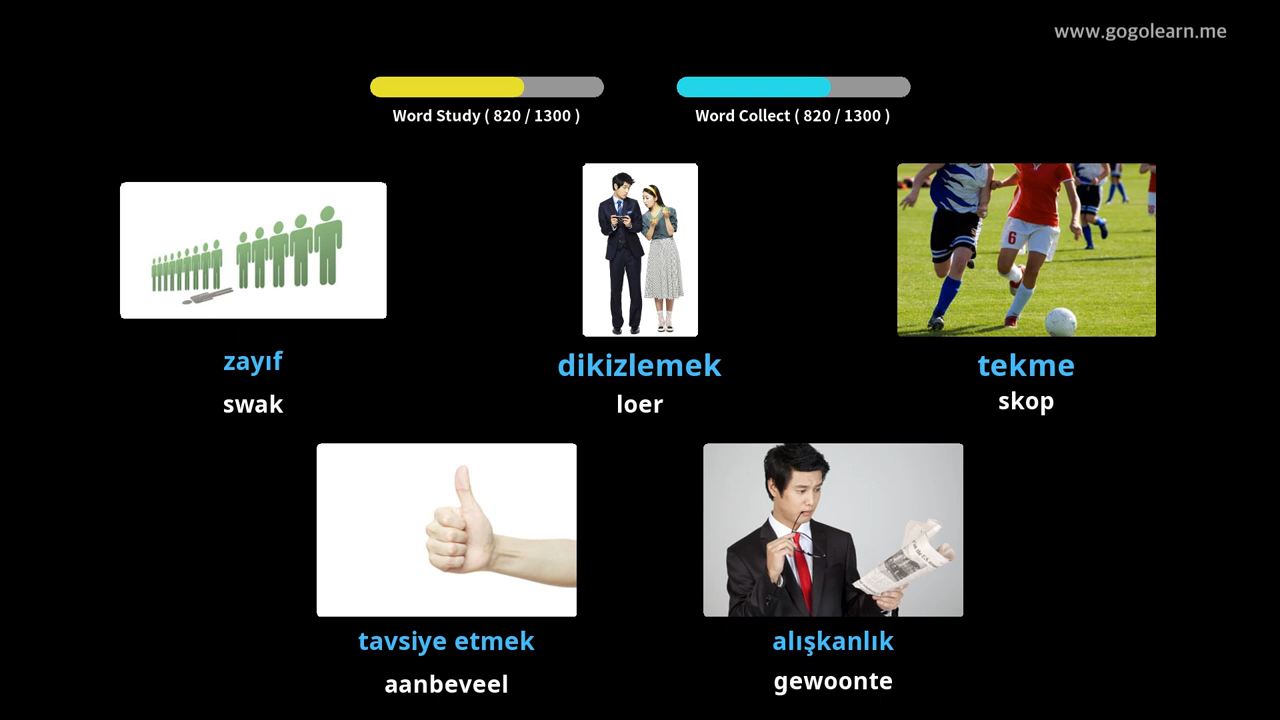 www.gogolearn.me
Word Study ( 820 / 1300 )
Word Collect ( 820 / 1300 )
zayıf
swak
dikizlemek
loer
6
tekme
skop
tavsiye etmek
aanbeveel
alışkanlık
gewoonte